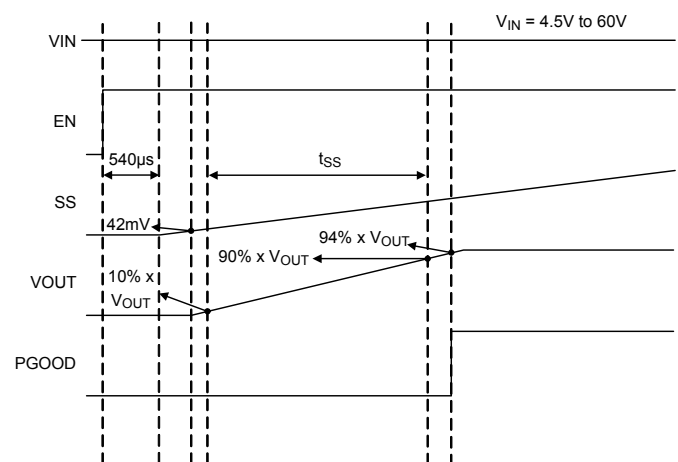 V_IN = 4.5V to 60V
VIN
EN
540µs
t_SS
SS
42mV
94% x V_OUT
90% x V_OUT
VOUT
10% x
V_OUT
PGOOD